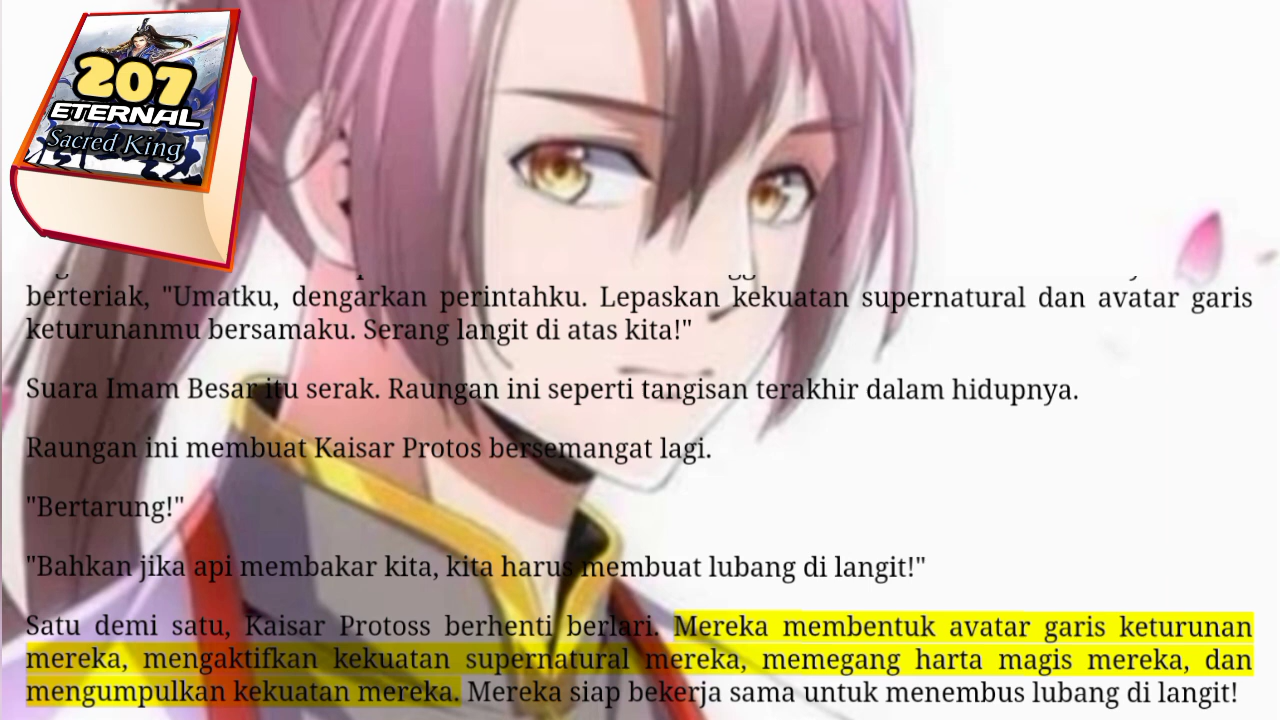 207
ETERNAL
Sacred King
berteriak, "Umatku, dengarkan perintahku. Lepaskan kekuatan supernatural dan avatar garis
keturunanmu bersamaku. Serang langit di atas kita!"
Suara Imam Besar itu serak. Raungan ini seperti tangisan terakhir dalam hidupnya.
Raungan ini membuat Kaisar Protos bersemangat lagi.
"Bertarung!"
"Bahkan jika api membakar kita, kita harus membuat lubang di langit!"
Satu demi satu, Kaisar Protoss berhenti berlari. Mereka membentuk avatar garis keturunan
mereka, mengaktifkan kekuatan supernatural mereka, memegang harta magis mereka, dan
mengumpulkan kekuatan mereka. Mereka siap bekerja sama untuk menembus lubang di langit!